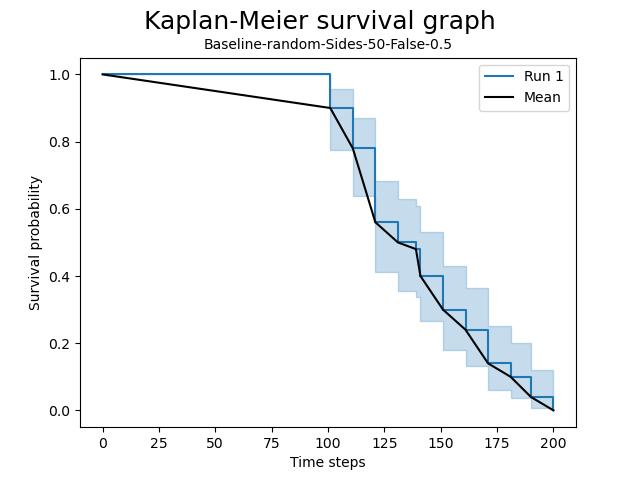 Kaplan-Meier survival graph
Baseline-random-Sides-50-False-0.5
Run 1
Mean
Survival probability
1.0
0.8
0.6
0.4
0.2
0.0
0 25 50 75 100 125 150 175 200
Time steps